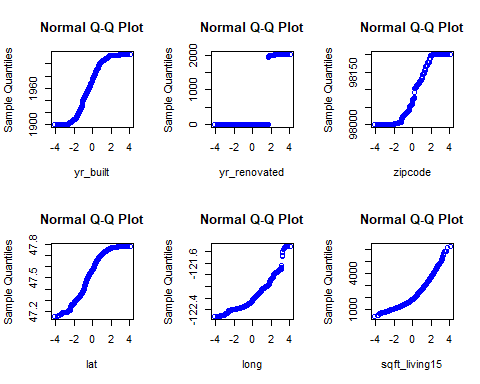 Normal Q-Q Plot Normal Q-Q Plot Normal Q-Q Plot
Sample Quantiles
1900 1960
-4 -2 0 2 4
yr_built
Sample Quantiles
0 1000 2000
-4 -2 0 2 4
yr_renovated
Sample Quantiles
98000 98150
-4 -2 0 2 4
zipcode
Normal Q-Q Plot Normal Q-Q Plot Normal Q-Q Plot
Sample Quantiles
47.2 47.5 47.8
-4 -2 0 2 4
lat
Sample Quantiles
-122.4 -121.6
-4 -2 0 2 4
long
Sample Quantiles
1000 4000
-4 -2 0 2 4
sqft_living15